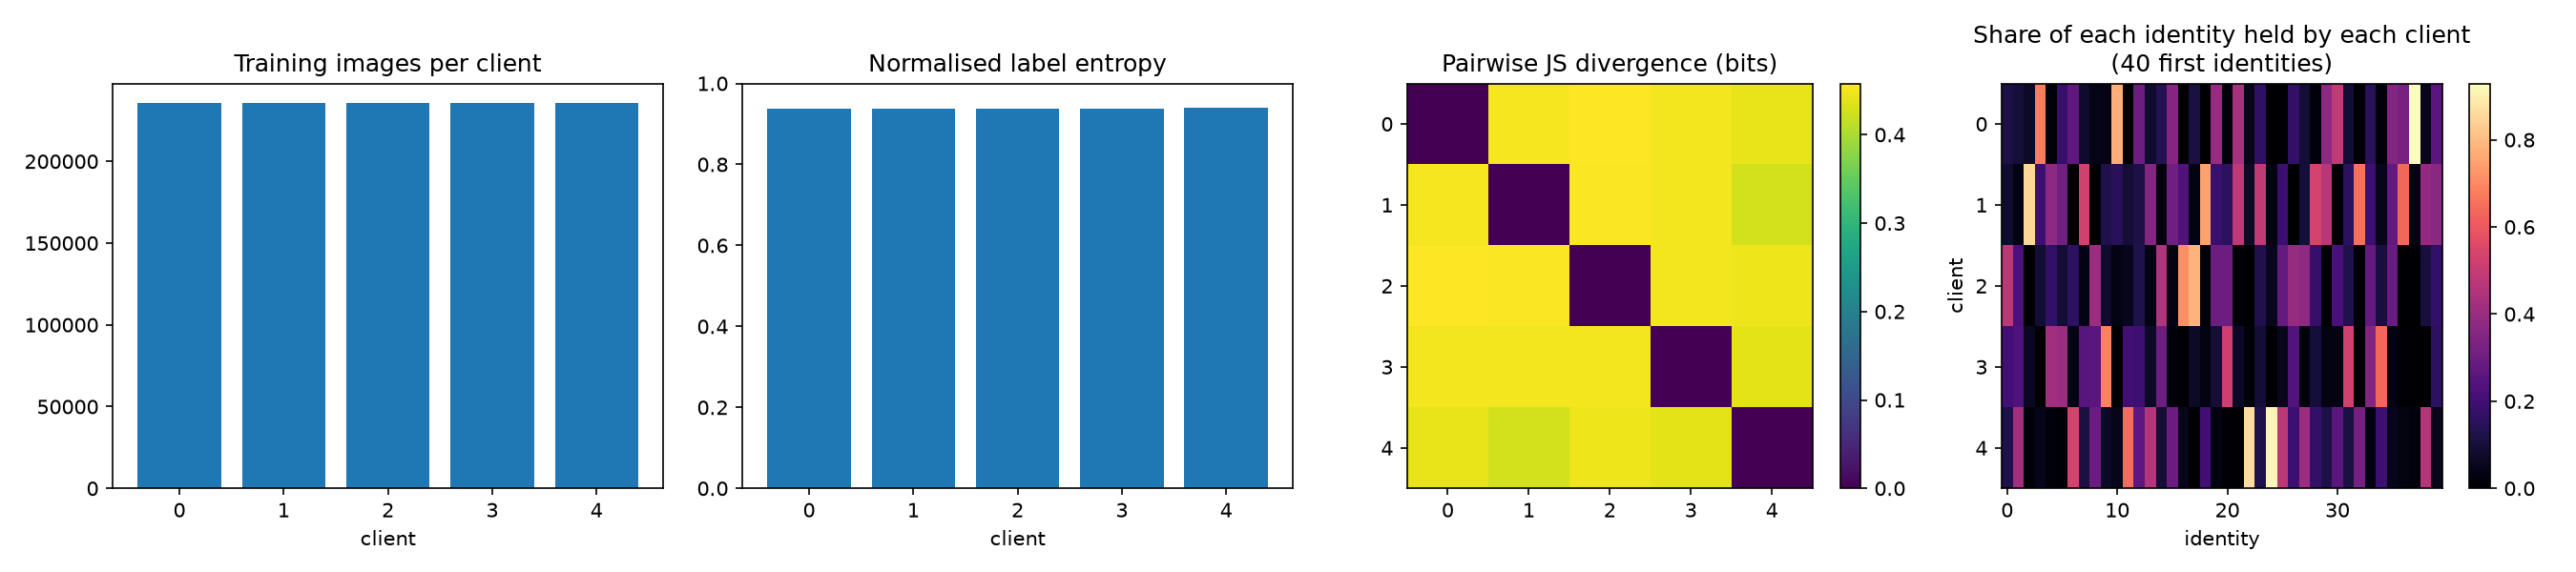 Training images per client
200000
150000
100000
50000
0
0 1 2 3 4
client
Normalised label entropy
1.0
0.8
0.6
0.4
0.2
0.0
0 1 2 3 4
client
Pairwise JS divergence (bits)
0
1
2
3
4
0 1 2 3 4
0.4
0.3
0.2
0.1
0.0
Share of each identity held by each client
(40 first identities)
client
0
1
2
3
4
0 10 20 30
identity
0.8
0.6
0.4
0.2
0.0